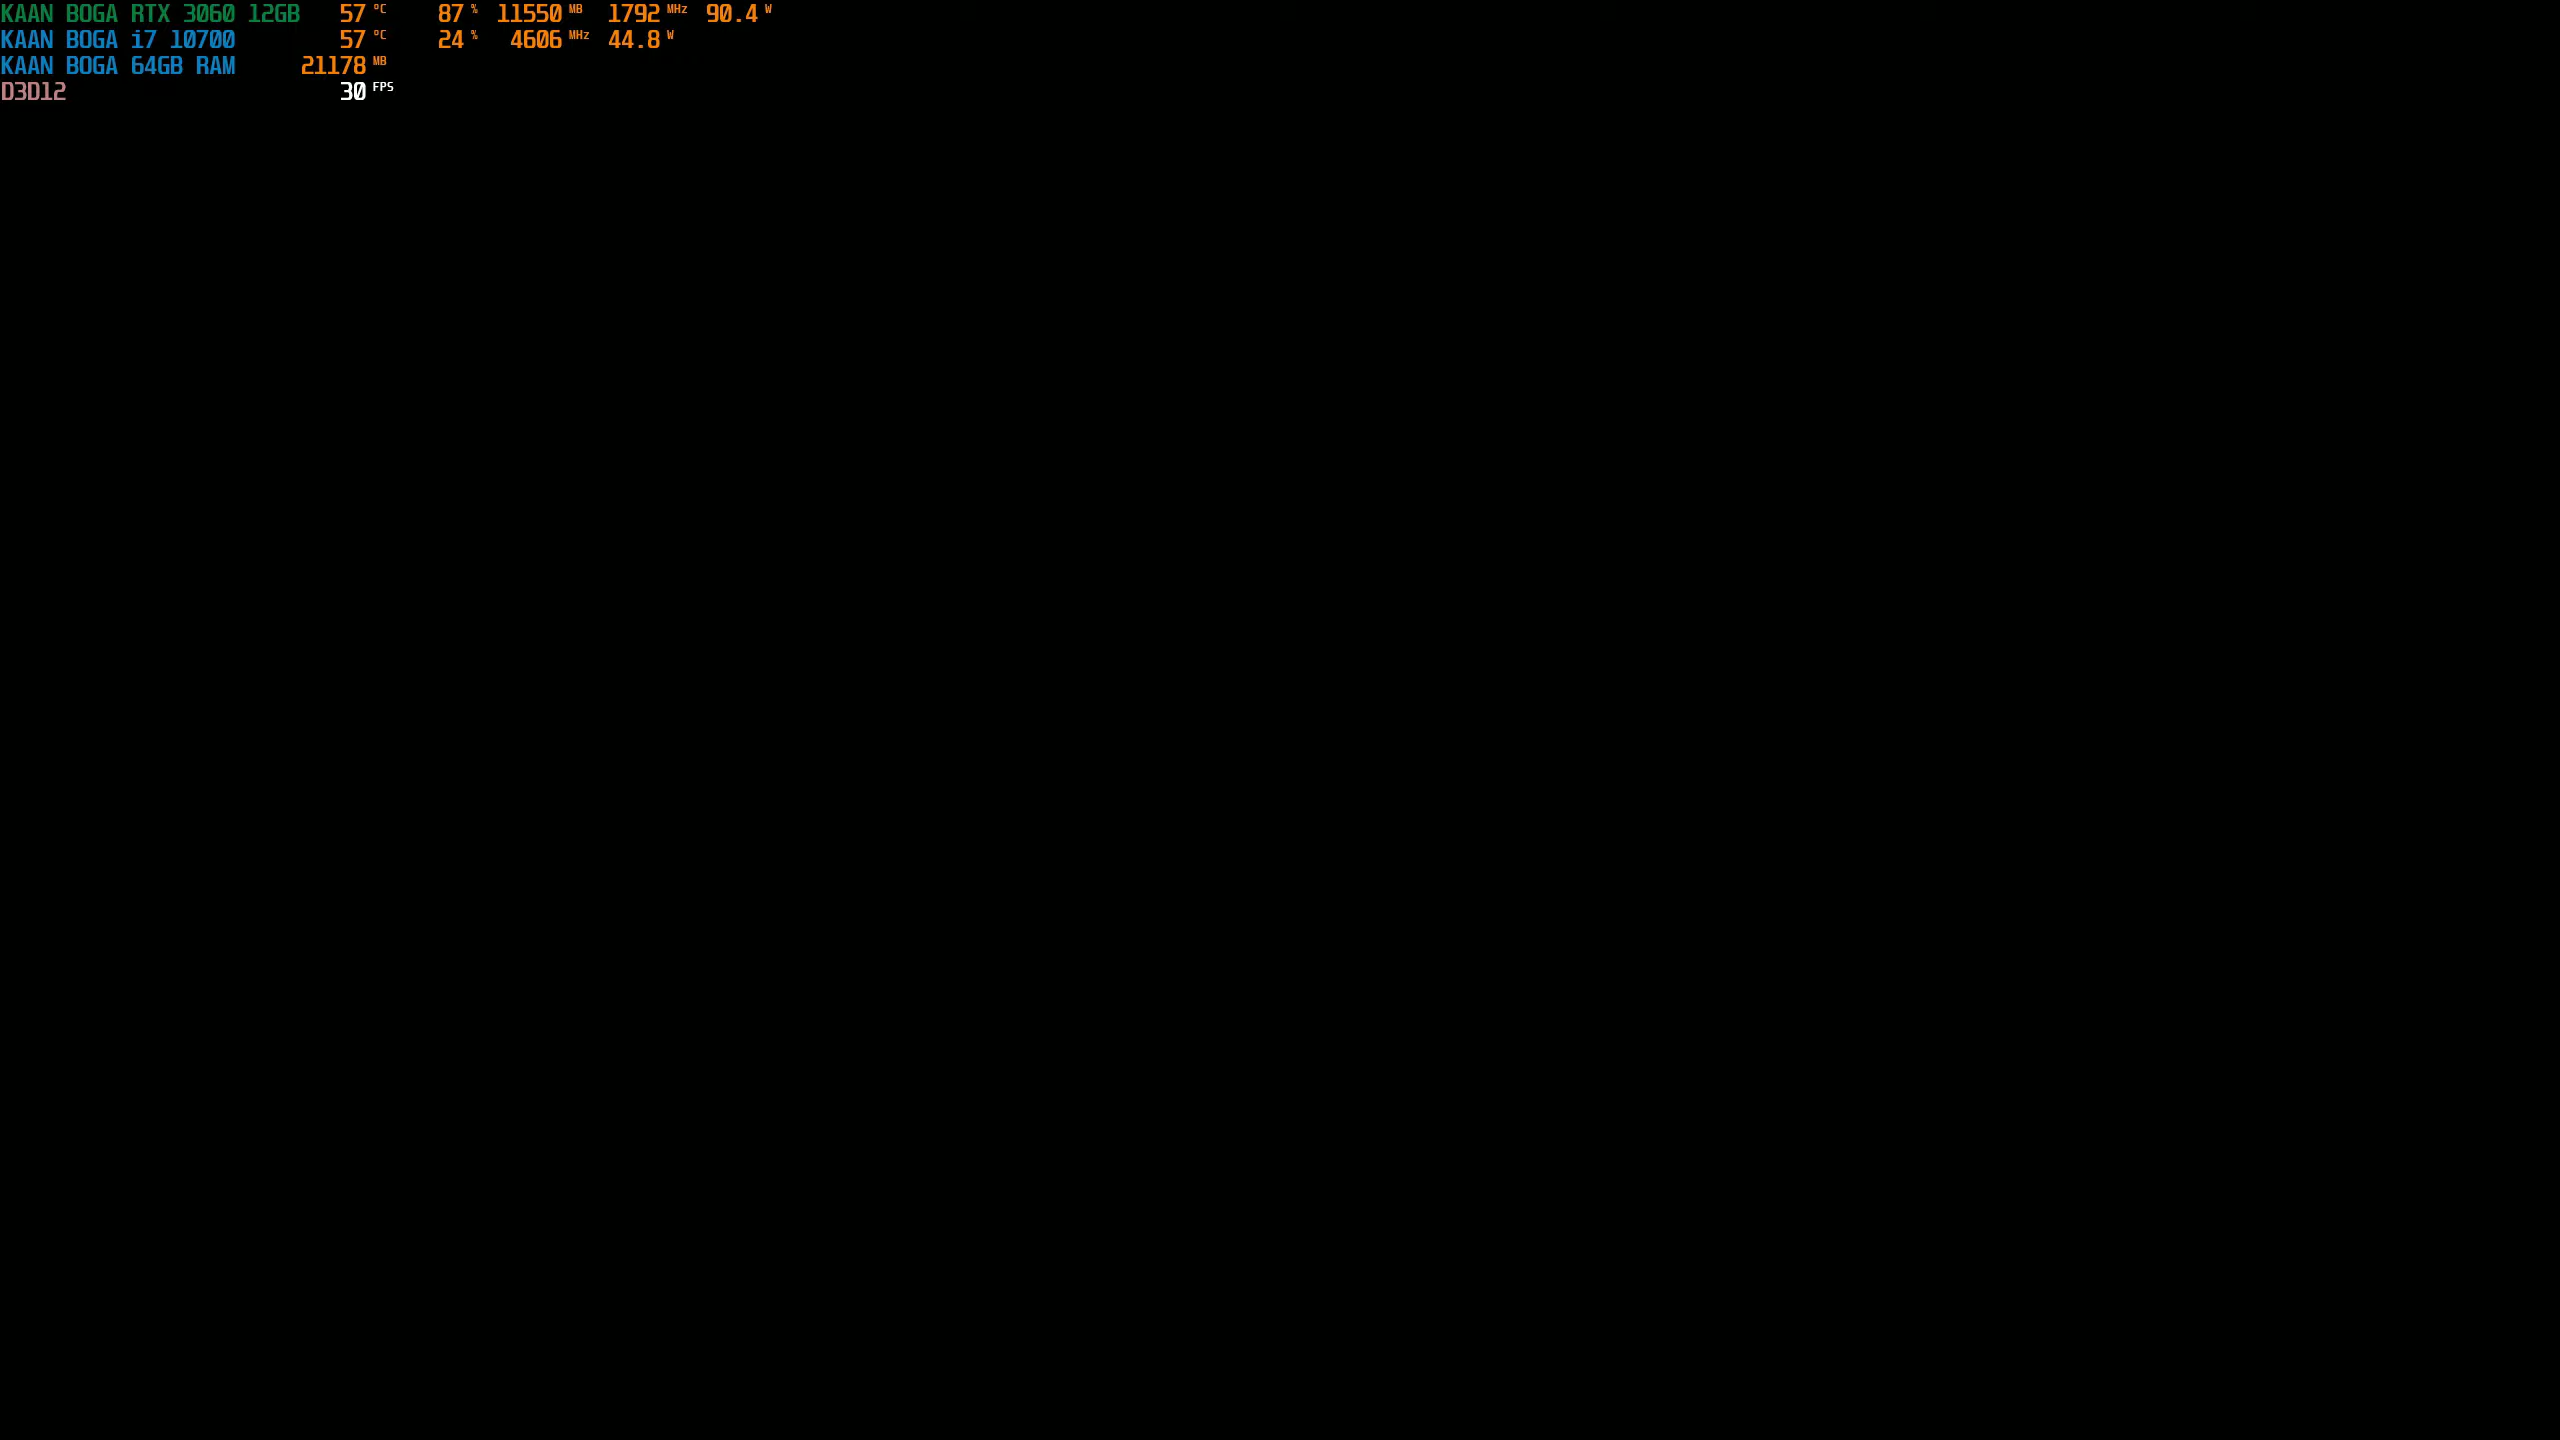 KAAN BOGA RTX 3060 12GB 57 °C 87 % 11550 MB 1792 MHz 90.4 W
KAAN BOGA i7 10700 57 °C 24 % 4606 MHz 44.8 W
KAAN BOGA 64GB RAM 21178 MB
D3D12 30 FPS